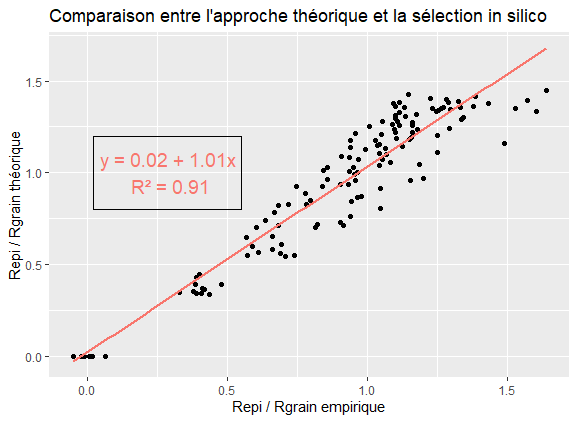 Comparaison entre l'approche théorique et la sélection in silico
1.5
y = 0.02 + 1.01x
R² = 0.91
1.0
0.5
0.0
Repi / Rgrain théorique
0.0 0.5 1.0 1.5
Repi / Rgrain empirique